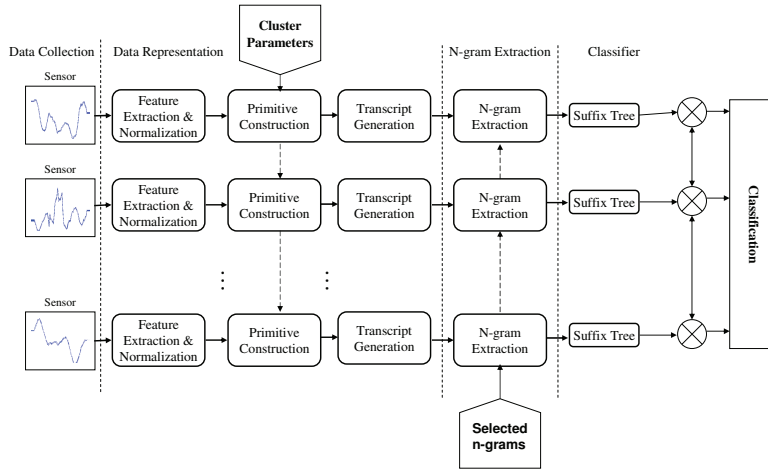 Cluster
Parameters
Data Collection
Data Representation
N-gram Extraction
Classifier
Sensor
Feature
Extraction &
Normalization
Primitive
Construction
Transcript
Generation
N-gram
Extraction
Suffix Tree
Sensor
Feature
Extraction &
Normalization
Primitive
Construction
Transcript
Generation
N-gram
Extraction
Suffix Tree
Classification
Sensor
Feature
Extraction &
Normalization
Primitive
Construction
Transcript
Generation
N-gram
Extraction
Suffix Tree
Selected
n-grams